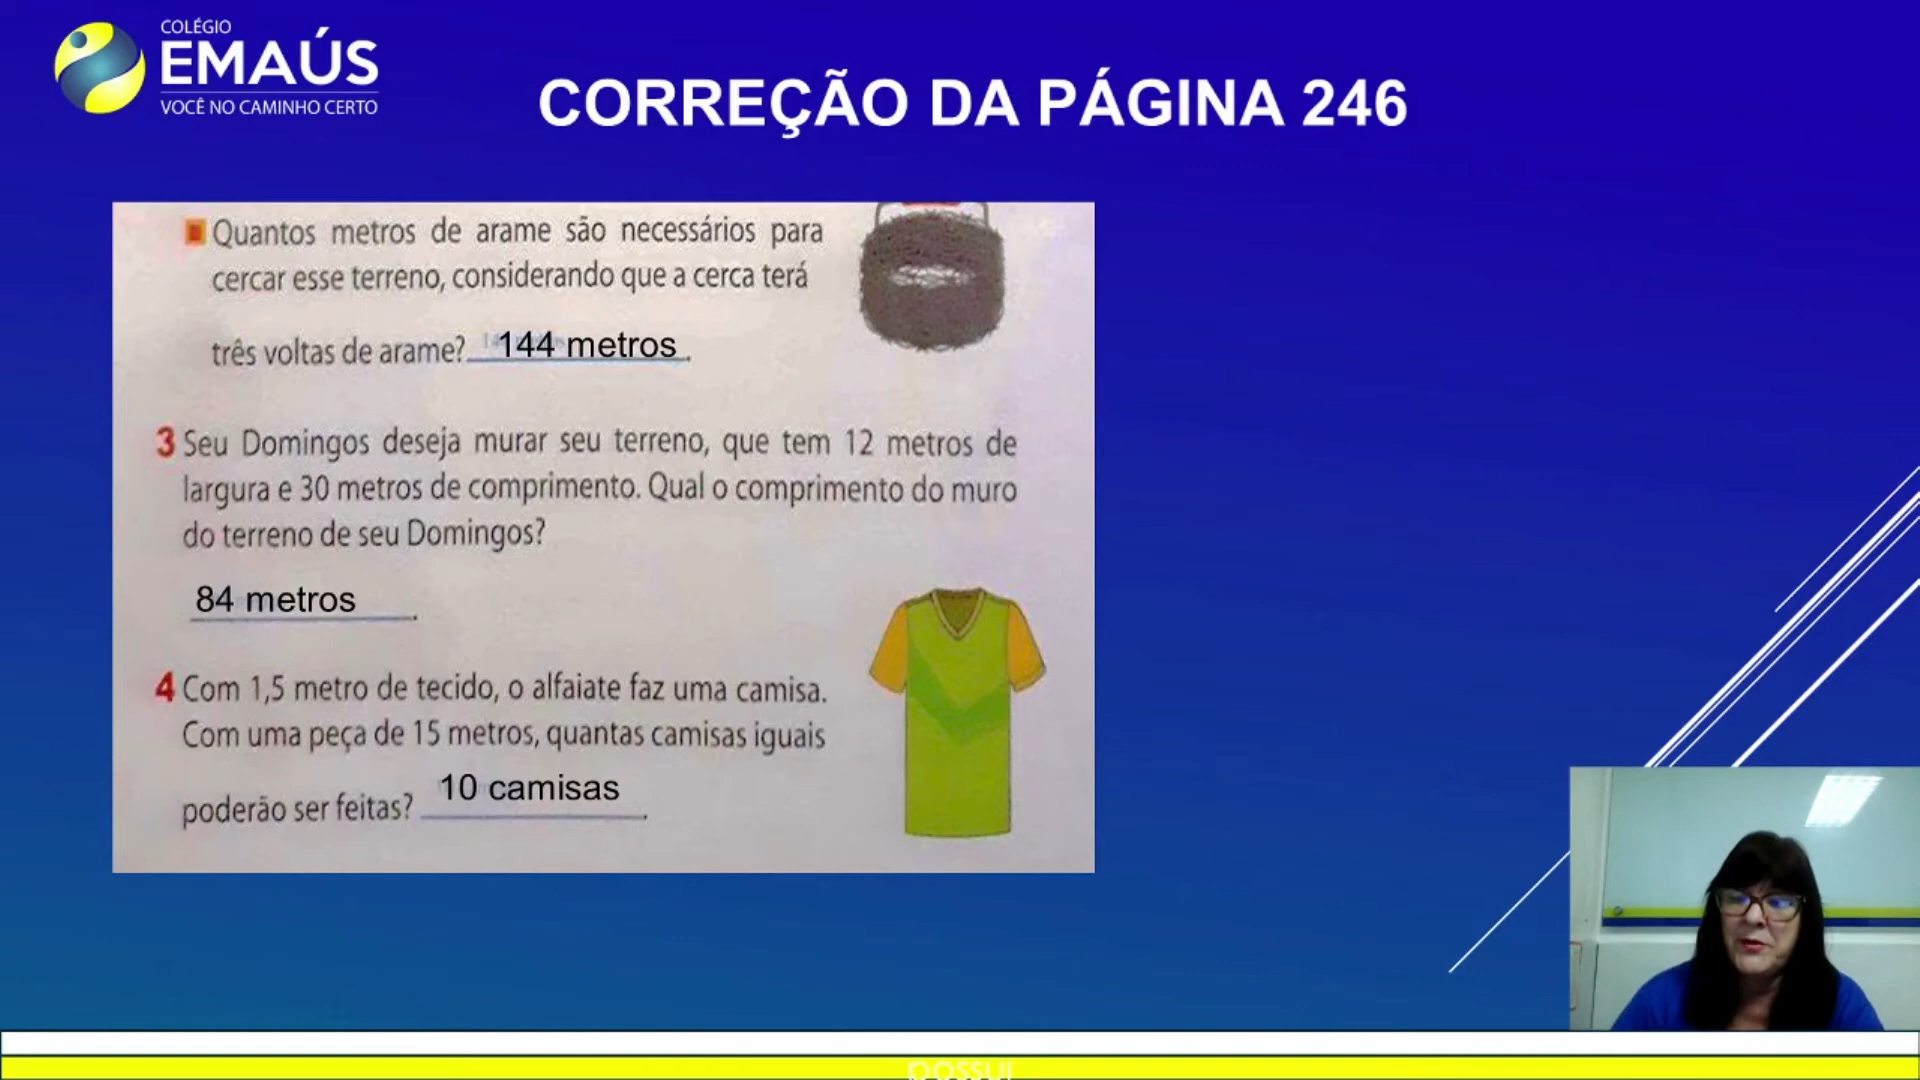 COLÉGIO
EMAÚS
VOCÊ NO CAMINHO CERTO
CORREÇÃO DA PÁGINA 246
Quantos metros de arame são necessários para
cercar esse terreno, considerando que a cerca terá
três voltas de arame? 144 metros.
3 Seu Domingos deseja murar seu terreno, que tem 12 metros de
largura e 30 metros de comprimento. Qual o comprimento do muro
do terreno de seu Domingos?
84 metros.
4 Com 1,5 metro de tecido, o alfaiate faz uma camisa.
Com uma peça de 15 metros, quantas camisas iguais
poderão ser feitas? 10 camisas.
possui